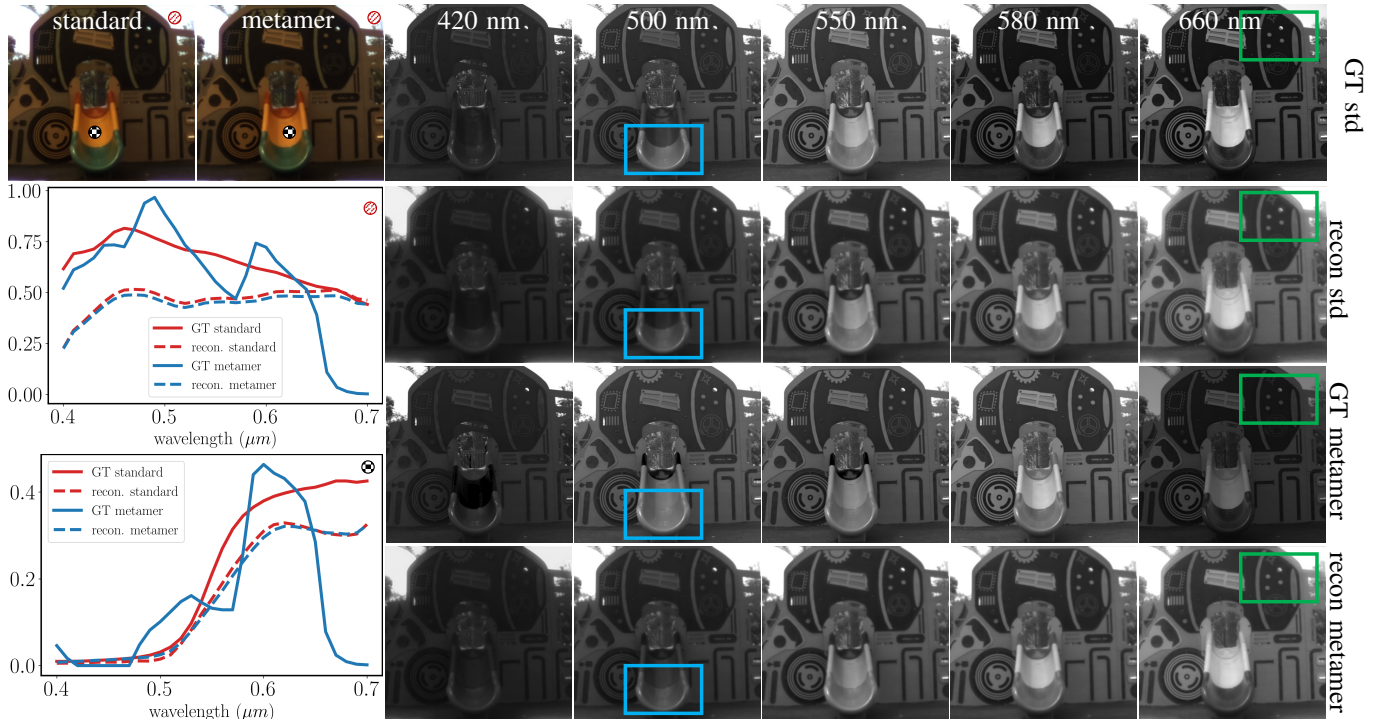 standard
metamer
420 nm
500 nm
550 nm
580 nm
660 nm
GT std
recon std
GT metamer
recon metamer
1.00
0.75
0.50
0.25
0.00
GT standard
recon. standard
GT metamer
recon. metamer
0.4
0.5
0.6
0.7
wavelength (μm)
GT standard
recon. standard
GT metamer
recon. metamer
0.4
0.2
0.0
0.4
0.5
0.6
0.7
wavelength (μm)